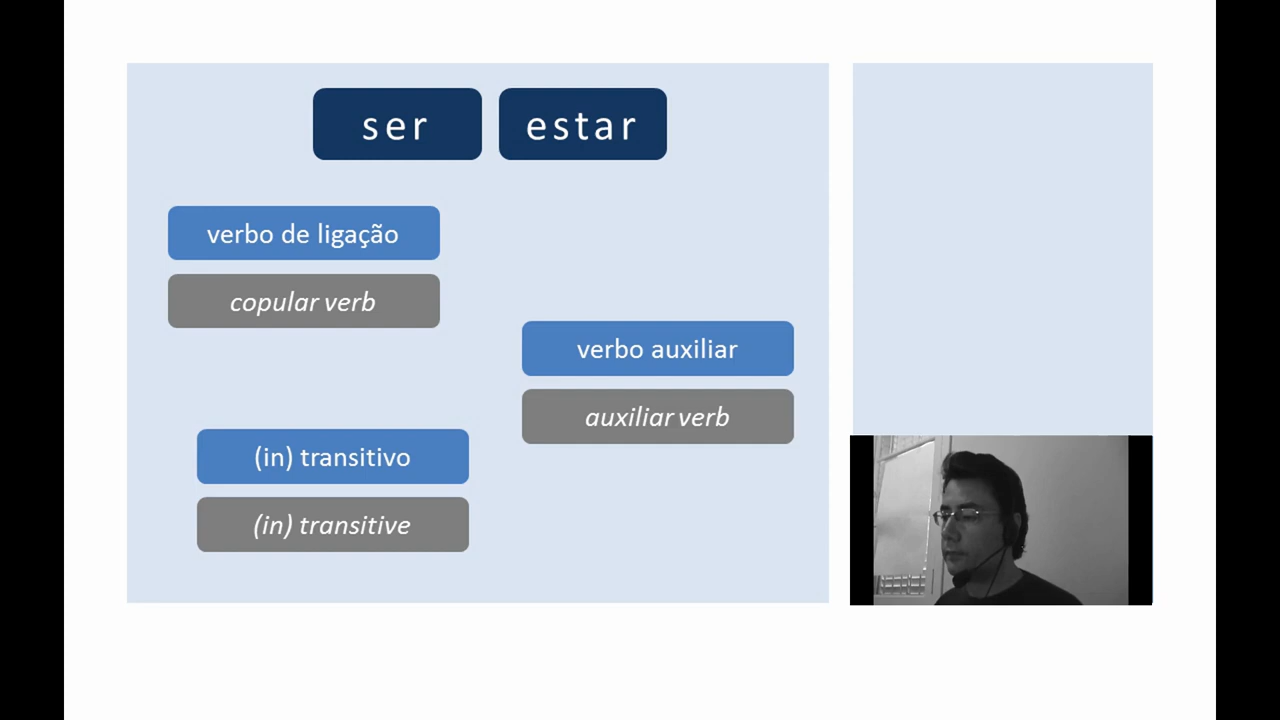 ser estar
verbo de ligação
copular verb
verbo auxiliar
auxiliar verb
(in) transitivo
(in) transitive